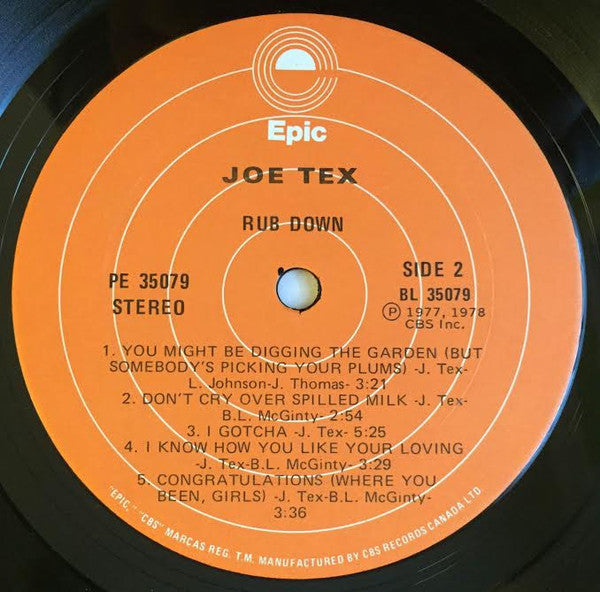 Epic
JOE TEX
RUB DOWN
PE 35079
STEREO
SIDE 2
BL 35079
Ⓟ 1977, 1978
CBS Inc.
1. YOU MIGHT BE DIGGING THE GARDEN (BUT
SOMEBODY'S PICKING YOUR PLUMS) -J. Tex-
L. Johnson-J. Thomas- 3:21
2. DON'T CRY OVER SPILLED MILK -J. Tex-
B.L. McGinty- 2:54
3. I GOTCHA -J. Tex- 5:25
4. I KNOW HOW YOU LIKE YOUR LOVING
-J. Tex-B.L. McGinty- 3:29
5. CONGRATULATIONS (WHERE YOU
BEEN, GIRLS) -J. Tex-B.L. McGinty-
3:36
"EPIC," "CBS" MARCAS REG. T.M. MANUFACTURED BY CBS RECORDS CANADA LTD